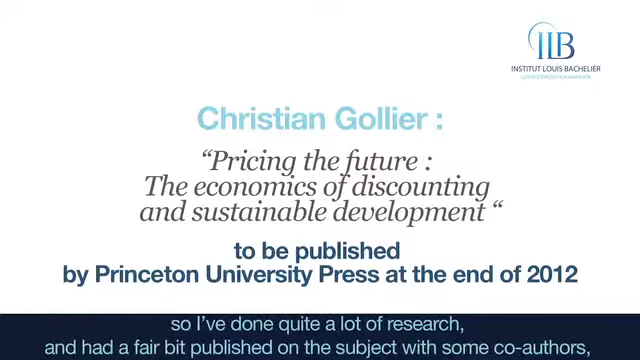 ILB
INSTITUT LOUIS BACHELIER
Christian Gollier :
“Pricing the future :
The economics of discounting
and sustainable development “
to be published
by Princeton University Press at the end of 2012
so I’ve done quite a lot of research,
and had a fair bit published on the subject with some co-authors,